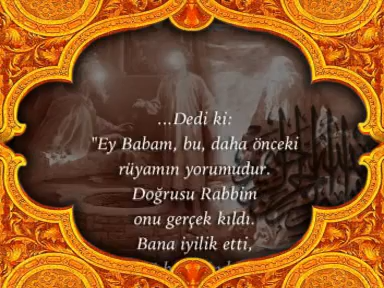 ...Dedi ki:
"Ey Babam, bu, daha önceki
rüyamın yorumudur.
Doğrusu Rabbim
onu gerçek kıldı.
Bana iyilik etti,